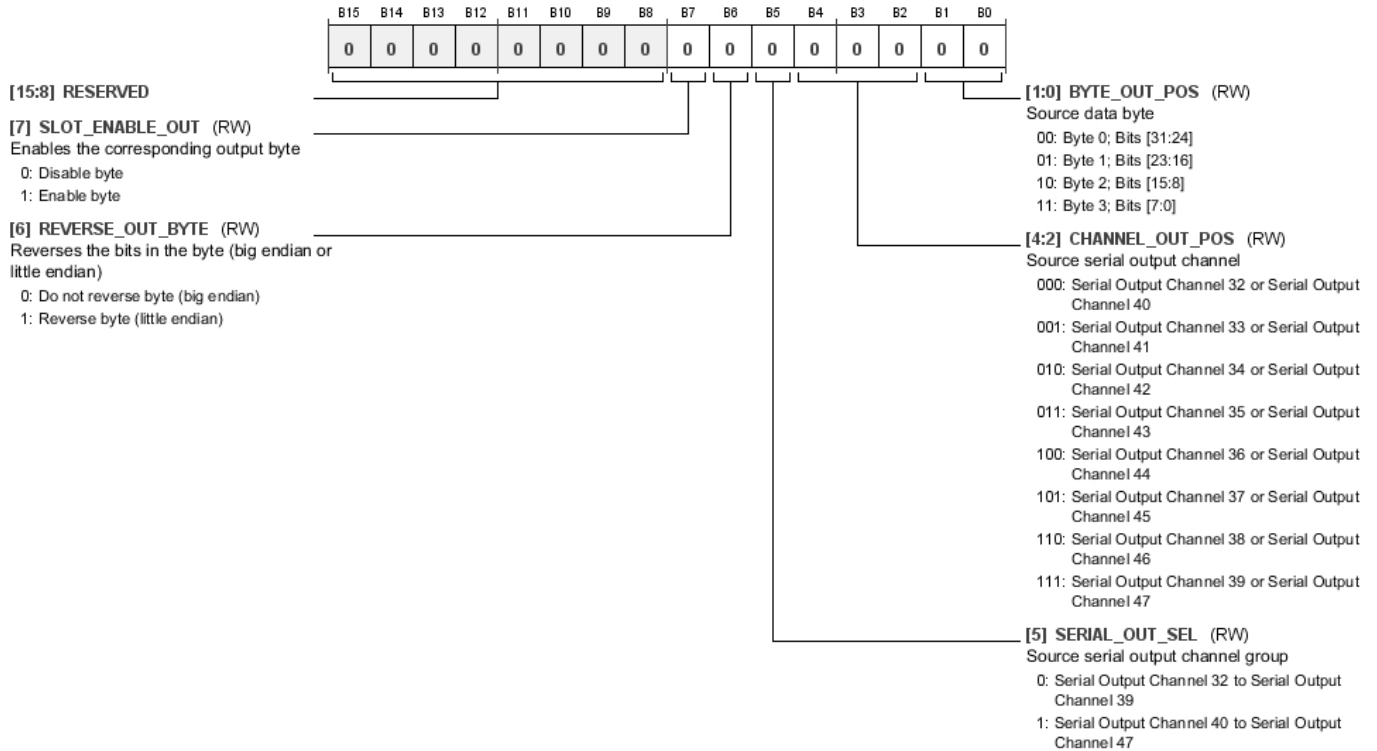 B15 B14 B13 B12 B11 B10 B9 B8 B7 B6 B5 B4 B3 B2 B1 B0
0 0 0 0 0 0 0 0 0 0 0 0 0 0 0 0
[15:8] RESERVED
[7] SLOT_ENABLE_OUT (RW)
Enables the corresponding output byte
0: Disable byte
1: Enable byte
[6] REVERSE_OUT_BYTE (RW)
Reverses the bits in the byte (big endian or
little endian)
0: Do not reverse byte (big endian)
1: Reverse byte (little endian)
[1:0] BYTE_OUT_POS (RW)
Source data byte
00: Byte 0; Bits [31:24]
01: Byte 1; Bits [23:16]
10: Byte 2; Bits [15:8]
11: Byte 3; Bits [7:0]
[4:2] CHANNEL_OUT_POS (RW)
Source serial output channel
000: Serial Output Channel 32 or Serial Output
Channel 40
001: Serial Output Channel 33 or Serial Output
Channel 41
010: Serial Output Channel 34 or Serial Output
Channel 42
011: Serial Output Channel 35 or Serial Output
Channel 43
100: Serial Output Channel 36 or Serial Output
Channel 44
101: Serial Output Channel 37 or Serial Output
Channel 45
110: Serial Output Channel 38 or Serial Output
Channel 46
111: Serial Output Channel 39 or Serial Output
Channel 47
[5] SERIAL_OUT_SEL (RW)
Source serial output channel group
0: Serial Output Channel 32 to Serial Output
Channel 39
1: Serial Output Channel 40 to Serial Output
Channel 47